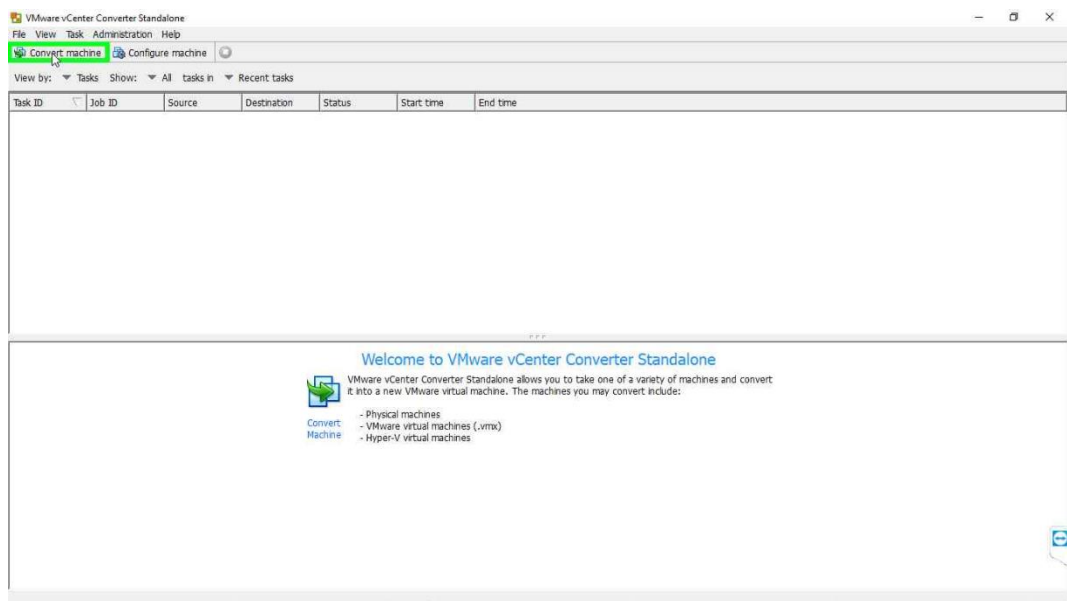 VMware vCenter Converter Standalone
File View Task Administration Help
Convert machine Configure machine
View by: Tasks Show: All tasks in Recent tasks
Task ID Job ID Source Destination Status Start time End time
Welcome to VMware vCenter Converter Standalone
VMware vCenter Converter Standalone allows you to take one of a variety of machines and convert
it into a new VMware virtual machine. The machines you may convert include:
- Physical machines
- VMware virtual machines (.vmx)
- Hyper-V virtual machines
Convert
Machine